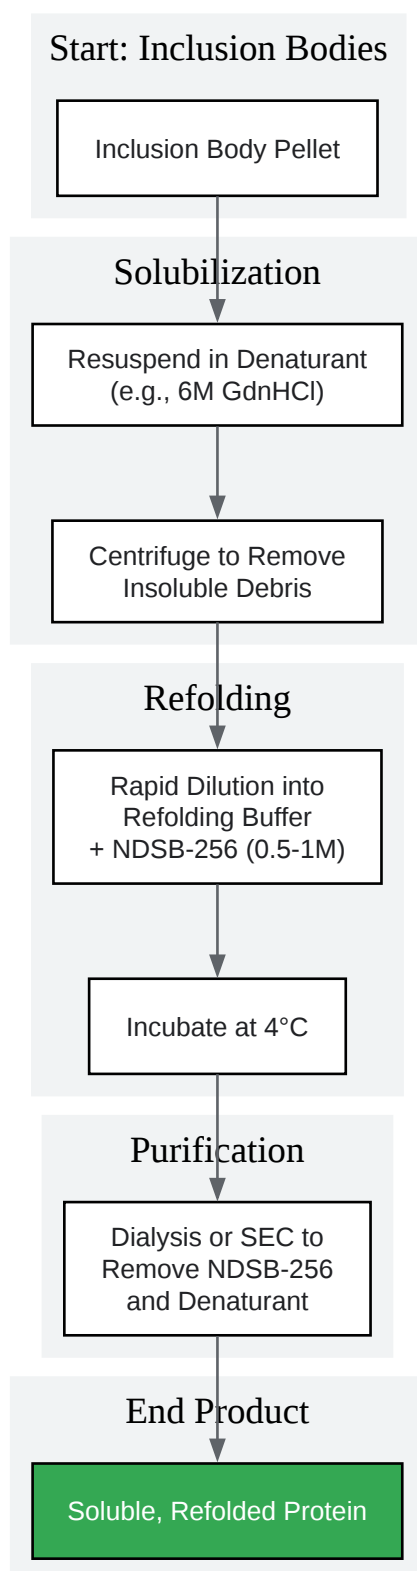 Start: Inclusion Bodies
Inclusion Body Pellet
Solubilization
Resuspend in Denaturant
(e.g., 6M GdnHCl)
Centrifuge to Remove
Insoluble Debris
Refolding
Rapid Dilution into
Refolding Buffer
+ NDSB-256 (0.5-1M)
Incubate at 4°C
Purification
Dialysis or SEC to
Remove NDSB-256
and Denaturant
End Product
Soluble, Refolded Protein